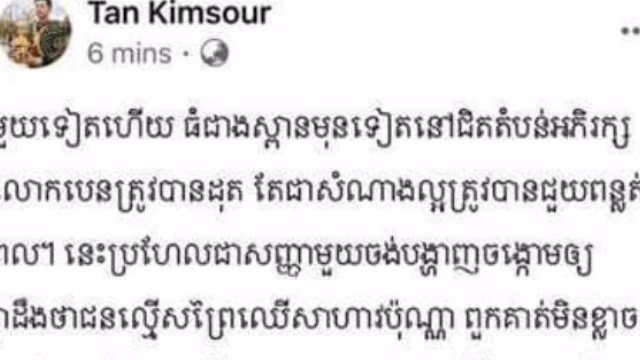 Tan Kimsour
6 mins ·
មួយទៀតហើយ ធំជាងស្ពានមុនទៀតនៅជិតតំបន់អភិរក្ស
លោកបេនត្រូវបានដុត តែជាសំណាងល្អត្រូវបានជួយពន្លត់
ពេល។ នេះប្រហែលជាសញ្ញាមួយចង់បង្ហាញចង្កោមឲ្យ
ដឹងថាជនល្មើសព្រៃឈើសាហាវប៉ុណ្ណា ពួកគាត់មិនខ្លាច